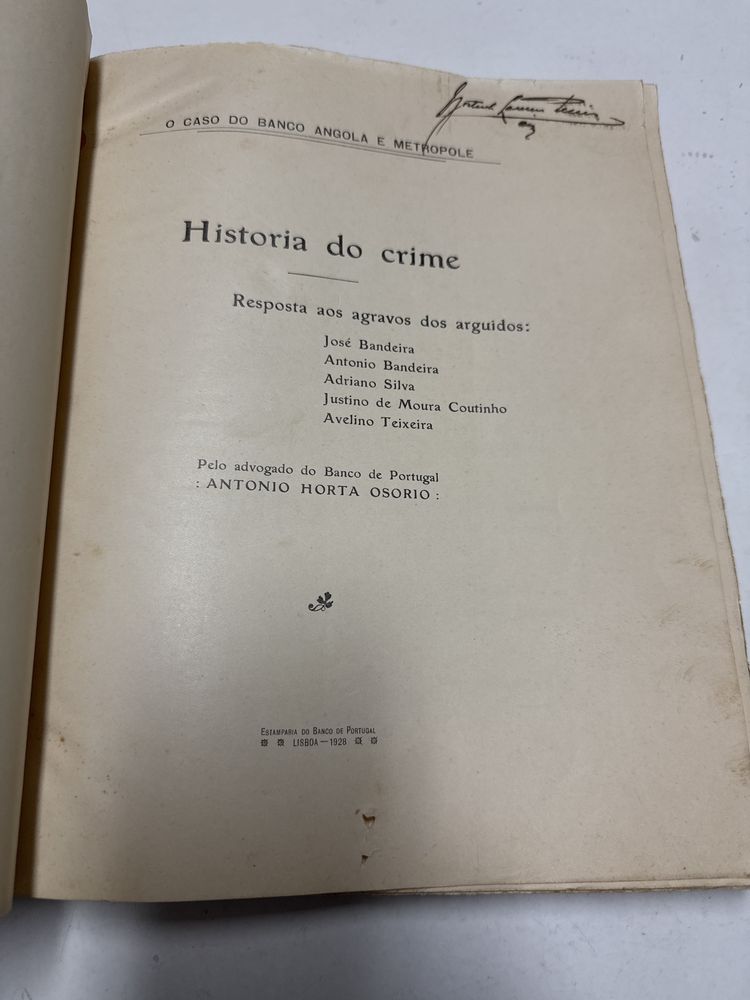 O CASO DO BANCO ANGOLA E METROPOLE
Historia do crime
Resposta aos agravos dos arguidos:
José Bandeira
Antonio Bandeira
Adriano Silva
Justino de Moura Coutinho
Avelino Teixeira
Pelo advogado do Banco de Portugal
: ANTONIO HORTA OSORIO :
ESTAMPARIA DO BANCO DE PORTUGAL
LISBOA — 1928